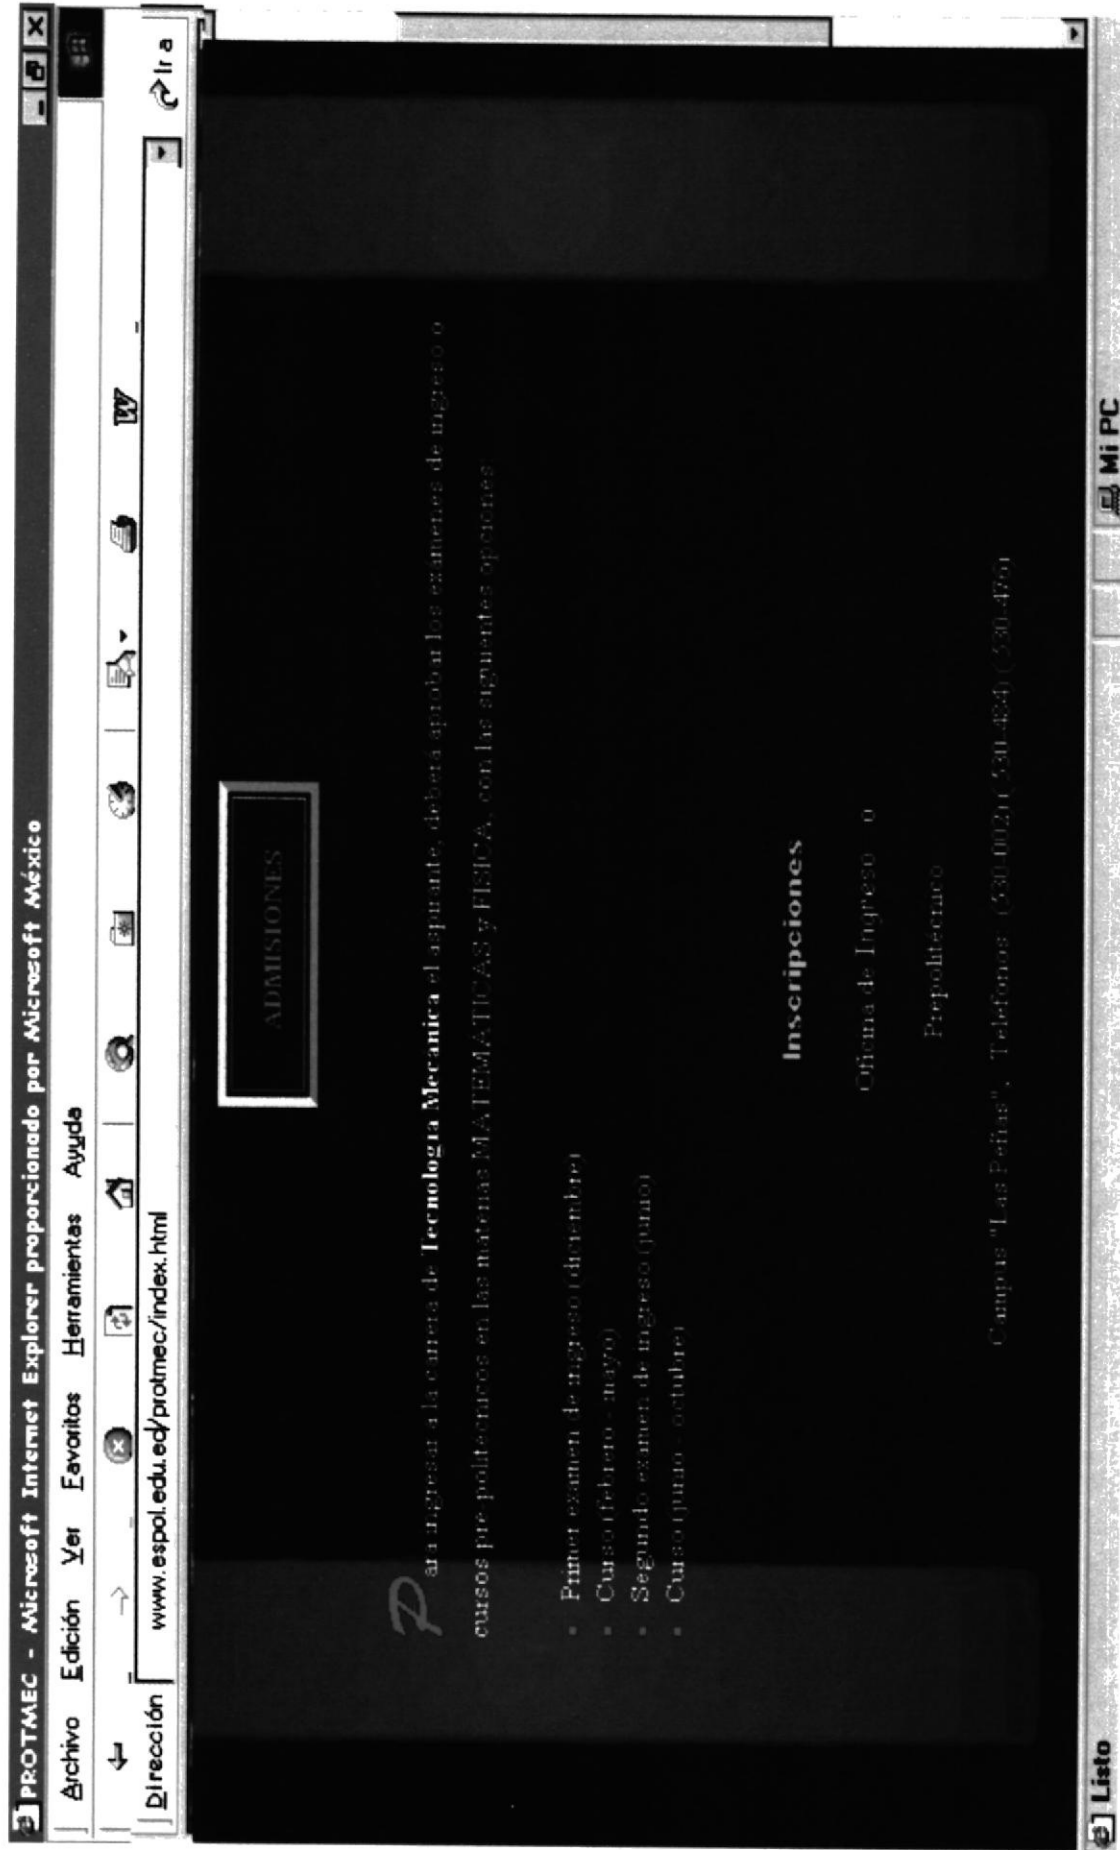 PROTMEC - Microsoft Internet Explorer proporcionado por Microsoft México
Archivo Edición Ver Favoritos Herramientas Ayuda
Dirección www.espol.edu.ec/protmec/index.html Ir a
ADMISIONES
Para ingresar a la carrera de Tecnología Mecanica el aspirante, deberá aprobar los exámenes de ingreso o
cursos pre-politécnicos en las materias MATEMATICAS y FISICA, con las siguientes opciones:
Primer examen de ingreso (diciembre)
Curso (febrero - mayo)
Segundo examen de ingreso (junio)
Curso (junio - octubre)
Inscripciones
Oficina de Ingreso o
Prepolitécnico
Campus "Las Peñas". Teléfonos: (530-002) (530-484) (530-476)
Listo Mi PC